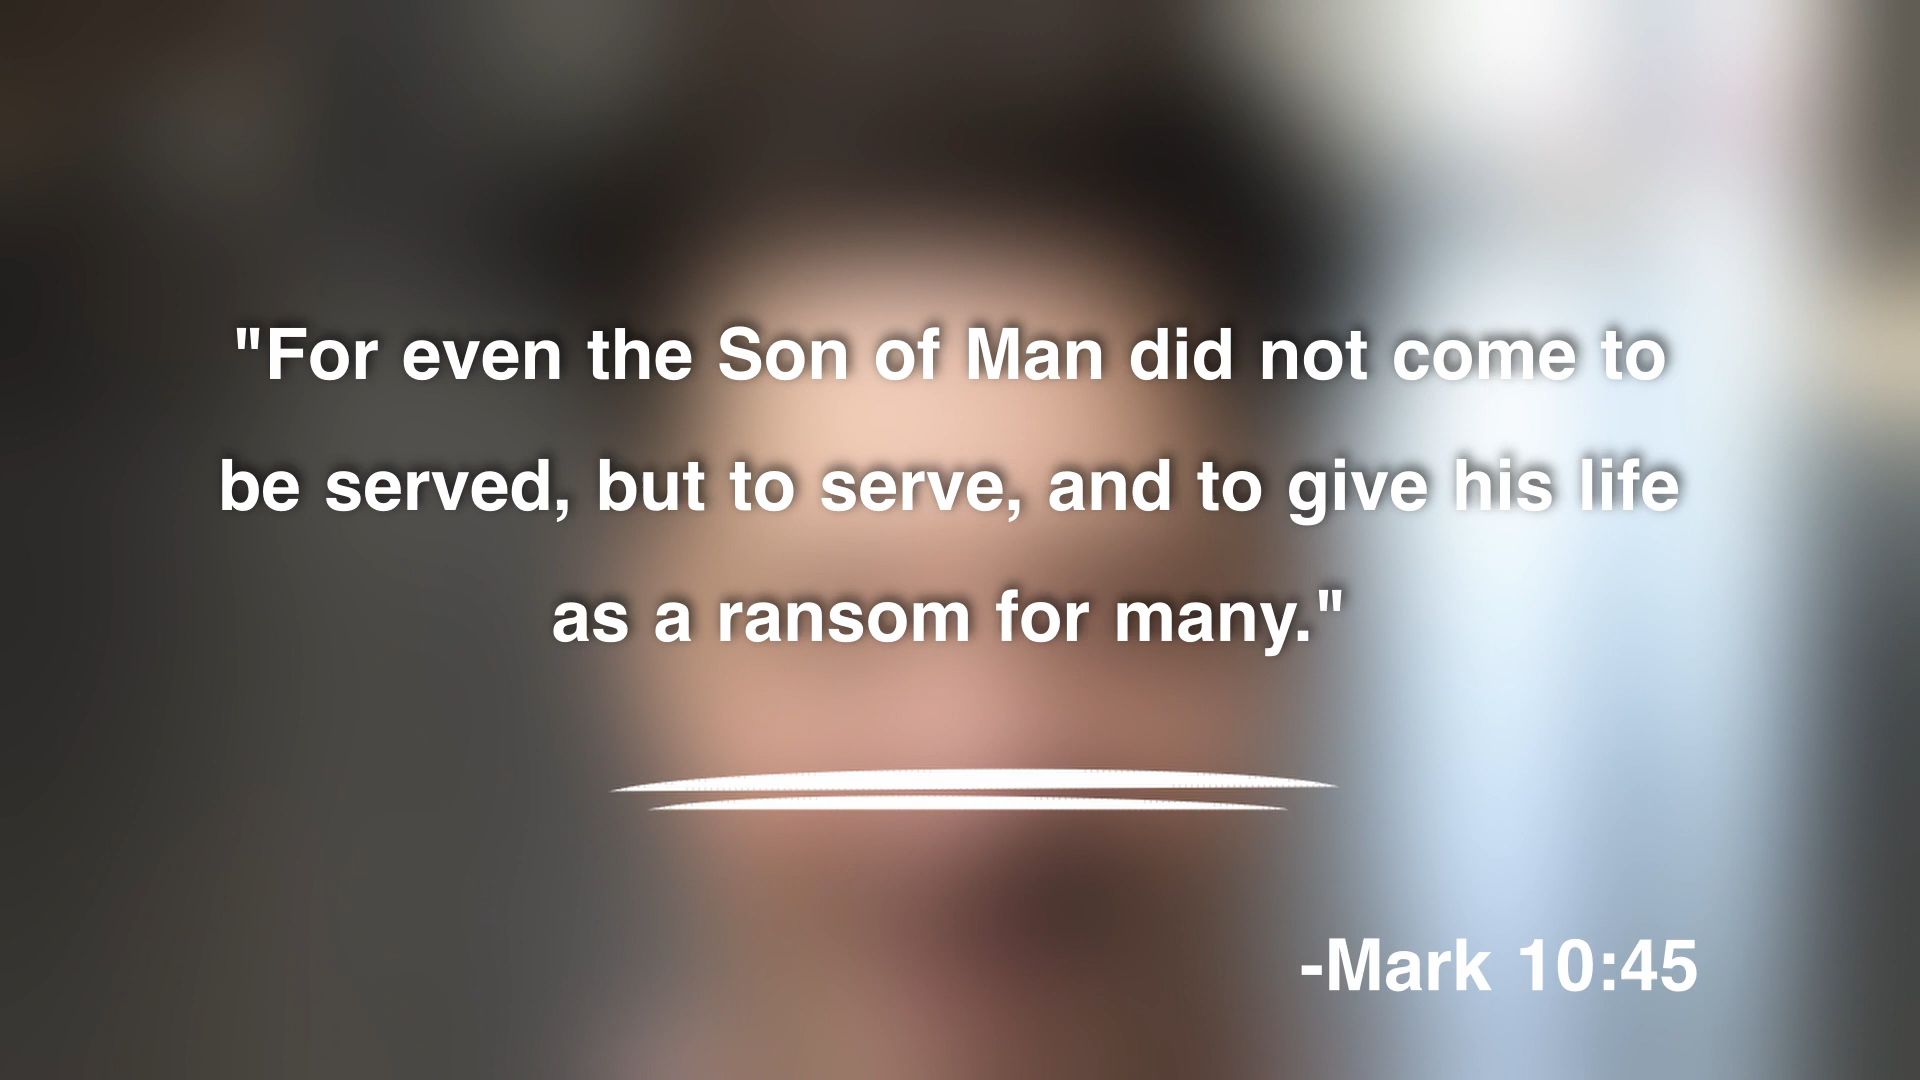 "For even the Son of Man did not come to
be served, but to serve, and to give his life
as a ransom for many."
-Mark 10:45